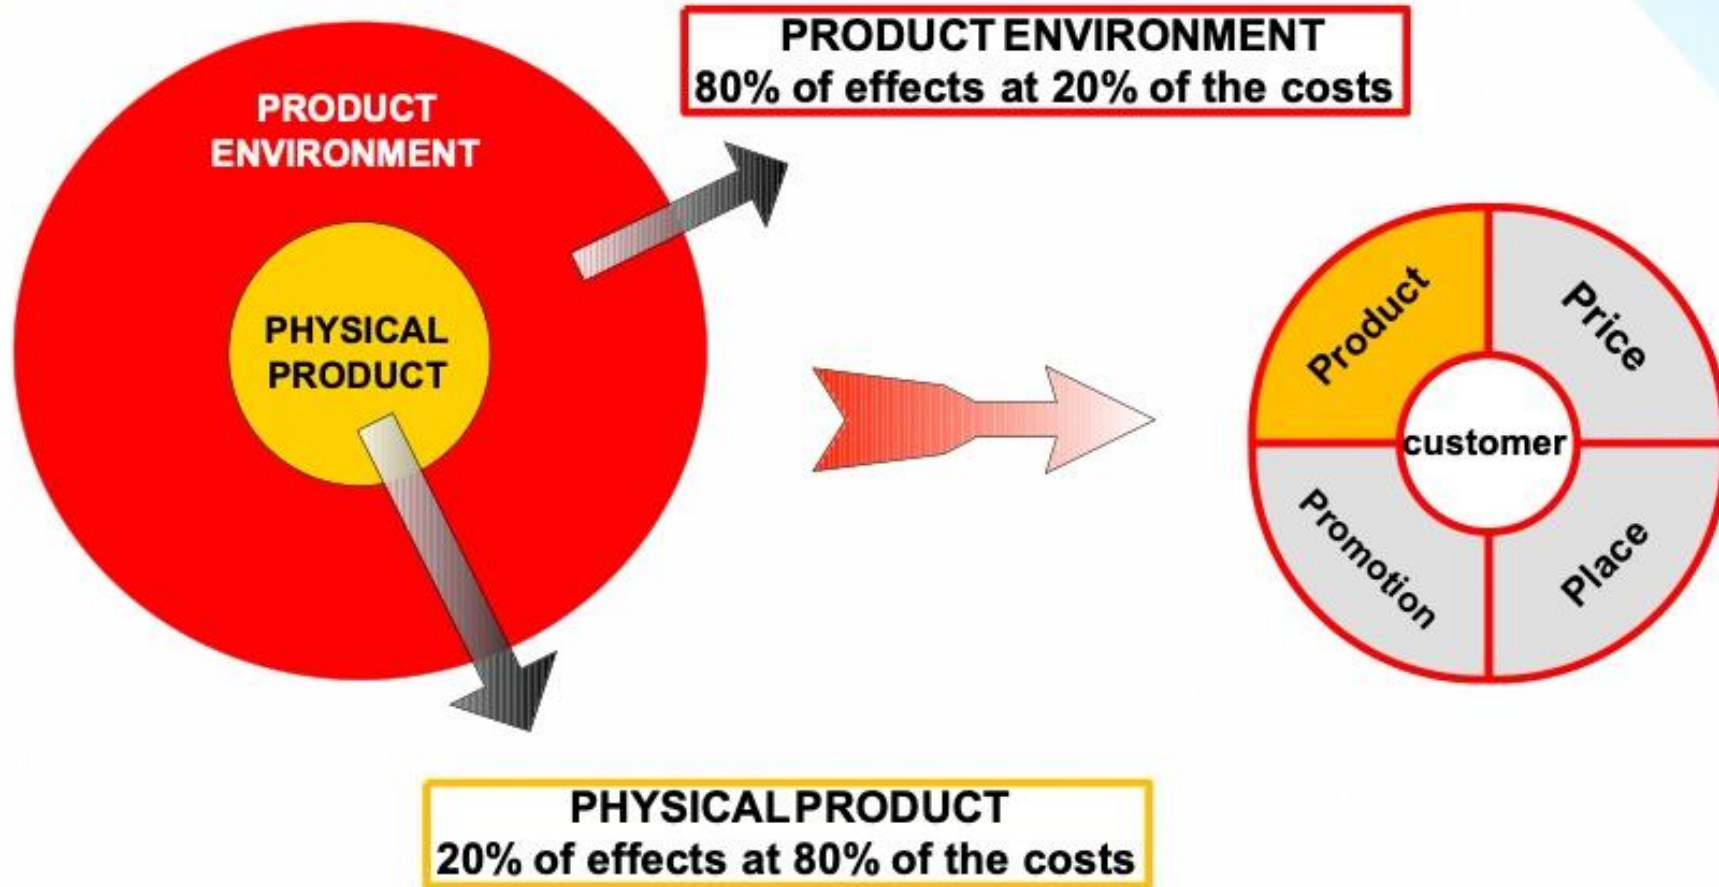 PRODUCT ENVIRONMENT
80% of effects at 20% of the costs
PRODUCT
ENVIRONMENT
PHYSICAL
PRODUCT
Product
Price
customer
Promotion
Place
PHYSICAL PRODUCT
20% of effects at 80% of the costs